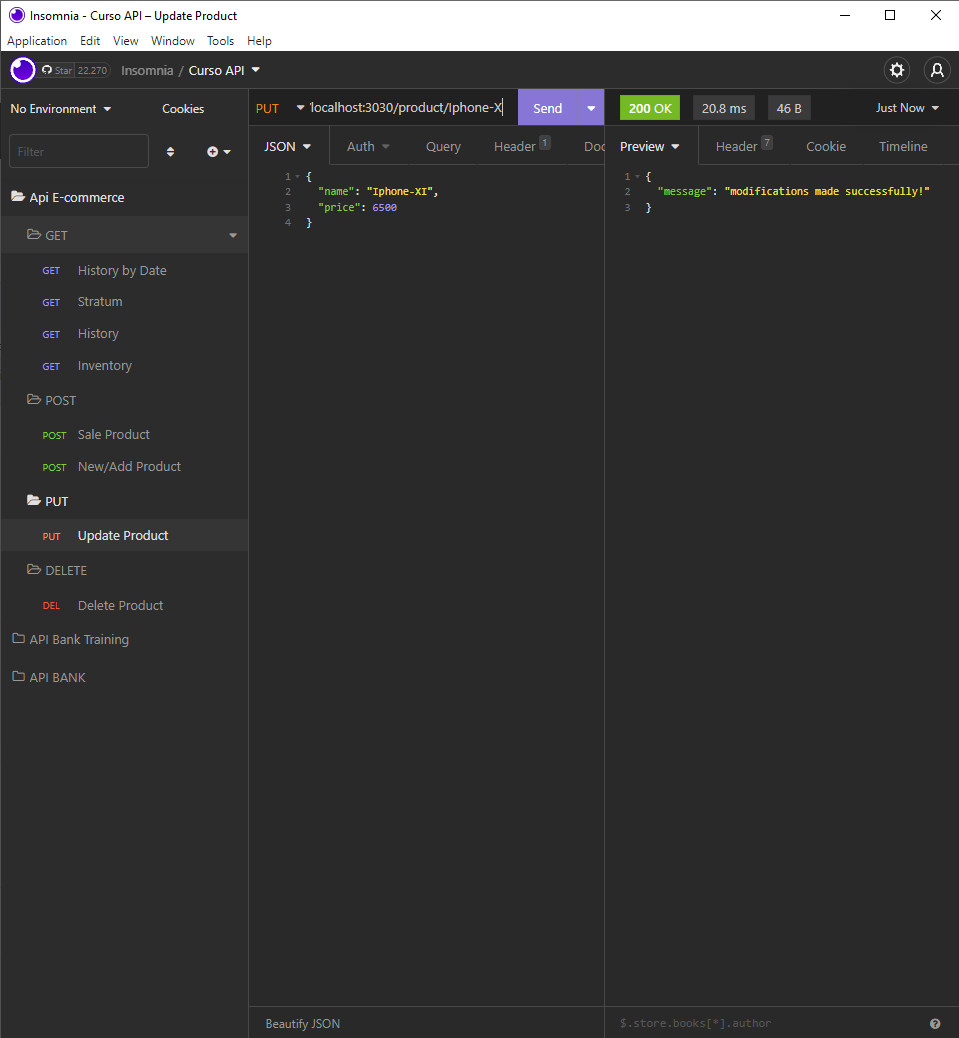 Insomnia - Curso API – Update Product
Application Edit View Window Tools Help
Star 22,270 Insomnia / Curso API
No Environment Cookies
Filter
Api E-commerce
GET
GET History by Date
GET Stratum
GET History
GET Inventory
POST
POST Sale Product
POST New/Add Product
PUT
PUT Update Product
DELETE
DEL Delete Product
API Bank Training
API BANK
PUT localhost:3030/product/Iphone-X Send
JSON Auth Query Header 1 Doc
1 {
2 "name": "Iphone-XI",
3 "price": 6500
4 }
Beautify JSON
200 OK 20.8 ms 46 B Just Now
Preview Header 7 Cookie Timeline
1 {
2 "message": "modifications made successfully!"
3 }
$.store.books[*].author